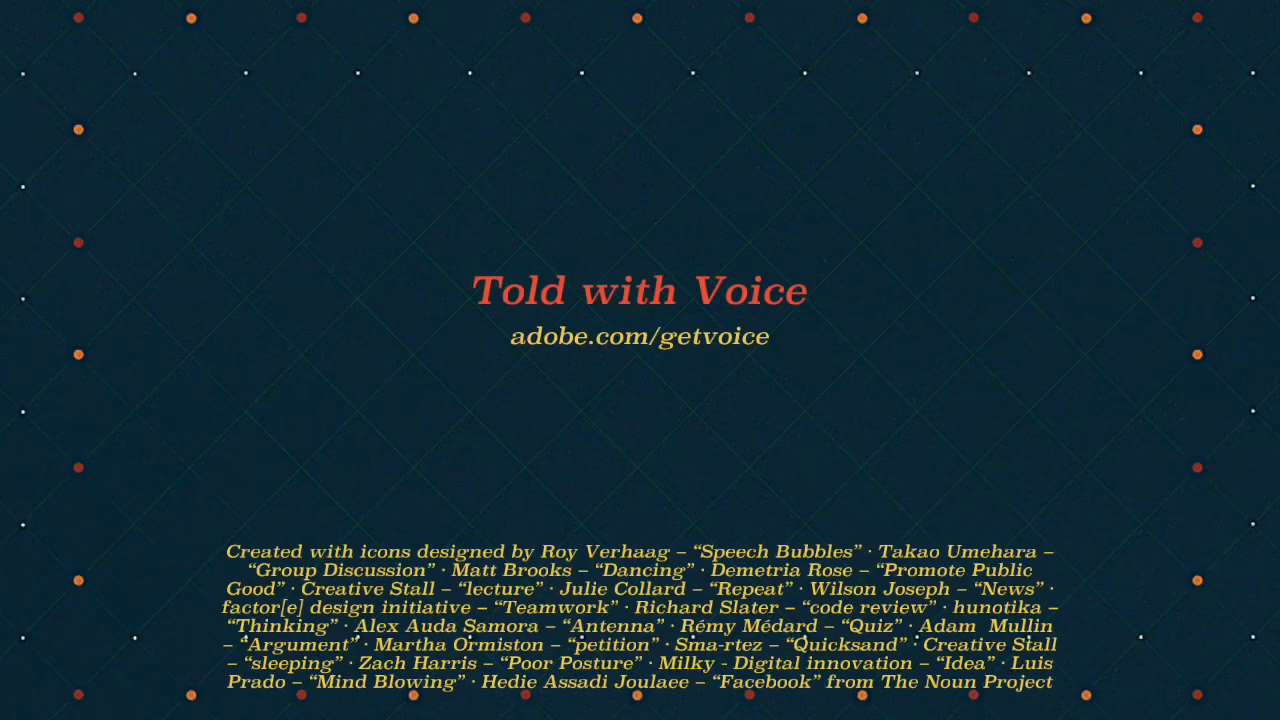 Told with Voice
adobe.com/getvoice
Created with icons designed by Roy Verhaag – “Speech Bubbles” · Takao Umehara –
“Group Discussion” · Matt Brooks – “Dancing” · Demetria Rose – “Promote Public
Good” · Creative Stall – “lecture” · Julie Collard – “Repeat” · Wilson Joseph – “News” ·
factor[e] design initiative – “Teamwork” · Richard Slater – “code review” · hunotika –
“Thinking” · Alex Auda Samora – “Antenna” · Rémy Médard – “Quiz” · Adam  Mullin
– “Argument” · Martha Ormiston – “petition” · Sma-rtez – “Quicksand” · Creative Stall
– “sleeping” · Zach Harris – “Poor Posture” · Milky - Digital innovation – “Idea” · Luis
Prado – “Mind Blowing” · Hedie Assadi Joulaee – “Facebook” from The Noun Project